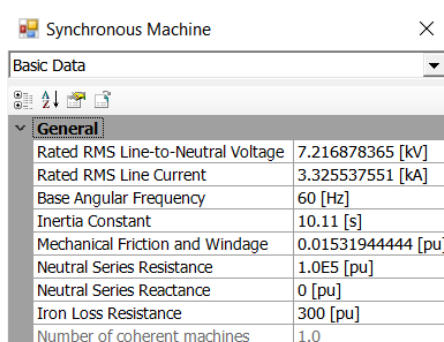 Synchronous Machine
Basic Data
General
Rated RMS Line-to-Neutral Voltage 7.216878365 [kV]
Rated RMS Line Current 3.325537551 [kA]
Base Angular Frequency 60 [Hz]
Inertia Constant 10.11 [s]
Mechanical Friction and Windage 0.01531944444 [pu]
Neutral Series Resistance 1.0E5 [pu]
Neutral Series Reactance 0 [pu]
Iron Loss Resistance 300 [pu]
Number of coherent machines 1.0